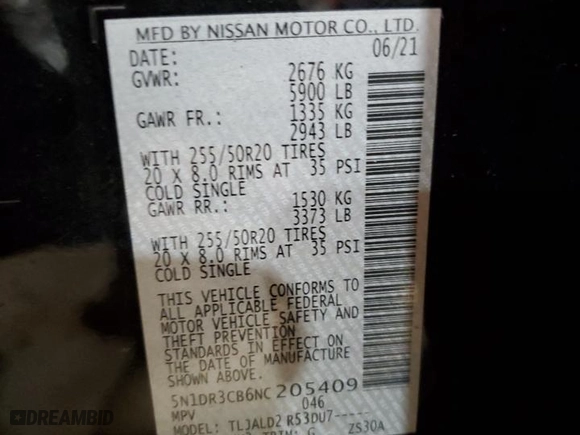 MFD BY NISSAN MOTOR CO., LTD.
DATE: 06/21
GVWR: 2676 KG
5900 LB
GAWR FR.: 1335 KG
2943 LB
WITH 255/50R20 TIRES
20 X 8.0 RIMS AT 35 PSI
COLD SINGLE
GAWR RR.: 1530 KG
3373 LB
WITH 255/50R20 TIRES
20 X 8.0 RIMS AT 35 PSI
COLD SINGLE
THIS VEHICLE CONFORMS TO
ALL APPLICABLE FEDERAL
MOTOR VEHICLE SAFETY AND
THEFT PREVENTION
STANDARDS IN EFFECT ON
THE DATE OF MANUFACTURE
SHOWN ABOVE.
5N1DR3CB6NC205409
MPV 046
MODEL: TLJALD2 R53DU7-----
TRIM: G ZS30A
DREAMBID